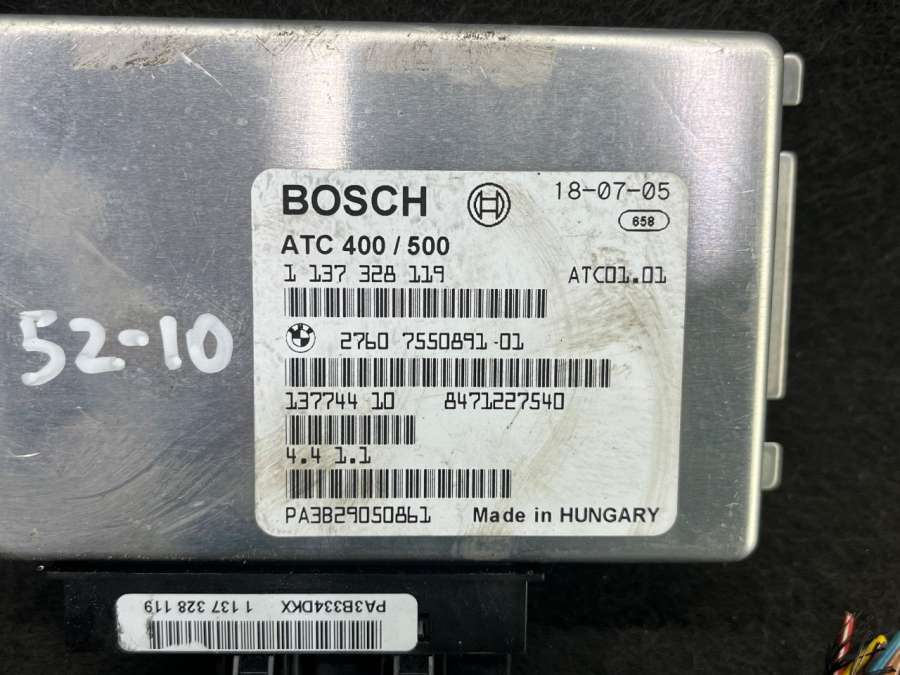 BOSCH 18-07-05
658
ATC 400 / 500
1 137 328 119 ATC01.01
2760 7550891-01
137744 10 8471227540
4.4 1.1
PA3B29050861 Made in HUNGARY
52-10
PA3B334DKX 1 137 328 119